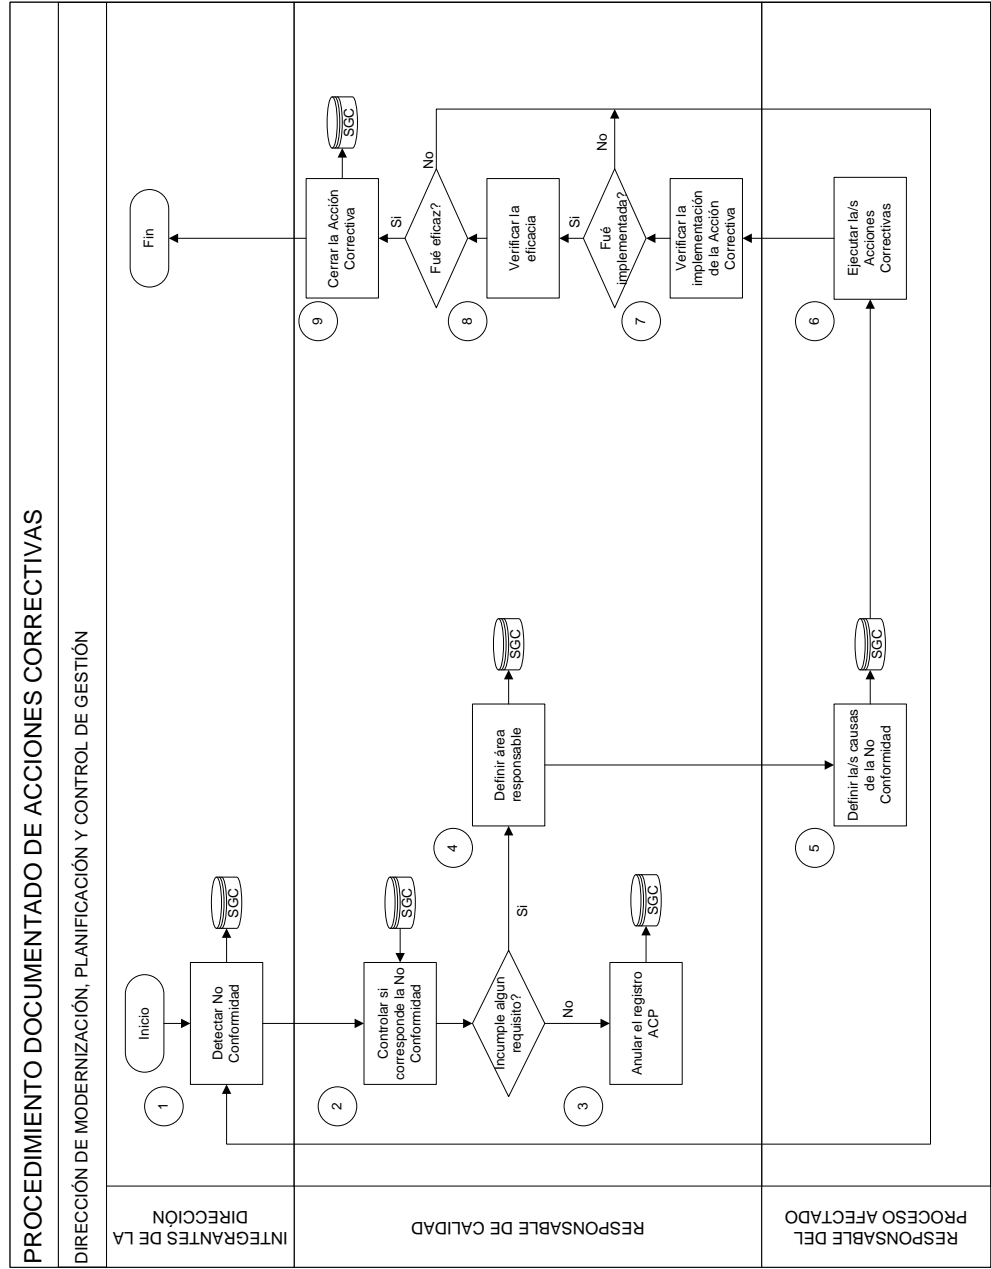 PROCEDIMIENTO DOCUMENTADO DE ACCIONES CORRECTIVAS
DIRECCIÓN DE MODERNIZACIÓN, PLANIFICACIÓN Y CONTROL DE GESTIÓN
INTEGRANTES DE LA
DIRECCIÓN
Inicio
1
Detectar No
Conformidad
SGC
Fin
RESPONSABLE DE CALIDAD
2
Controlar si
corresponde la No
Conformidad
SGC
Incumple algun
requisito?
Si
No
3
Anular el registro
ACP
SGC
4
Definir área
responsable
SGC
9
Cerrar la Acción
Correctiva
SGC
Si
Fué eficaz?
No
8
Verificar la
eficacia
Si
Fué
implementada?
No
7
Verificar la
implementación
de la Acción
Correctiva
RESPONSABLE DEL
PROCESO AFECTADO
5
Definir la/s causas
de la No
Conformidad
SGC
6
Ejecutar la/s
Acciones
Correctivas